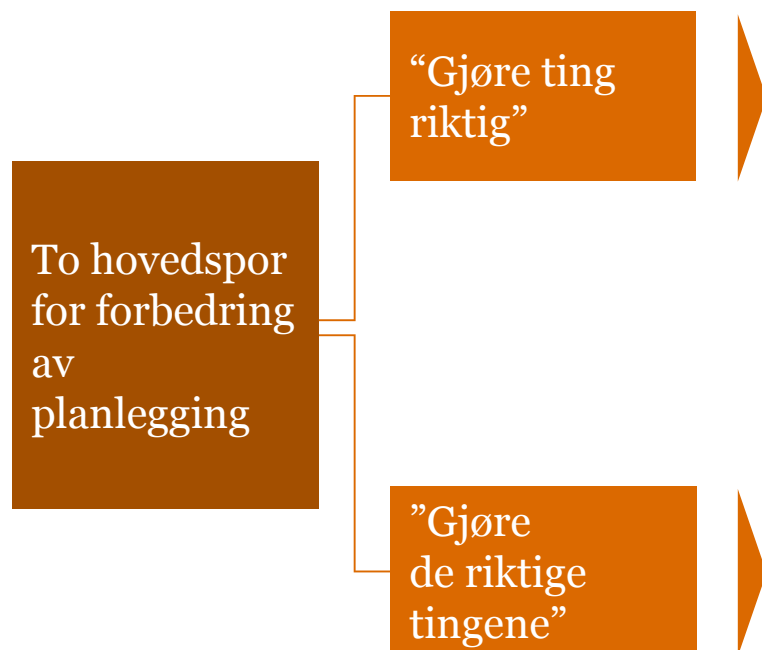 “Gjøre ting
riktig”
To hovedspor
for forbedring
av
planlegging
”Gjøre
de riktige
tingene”